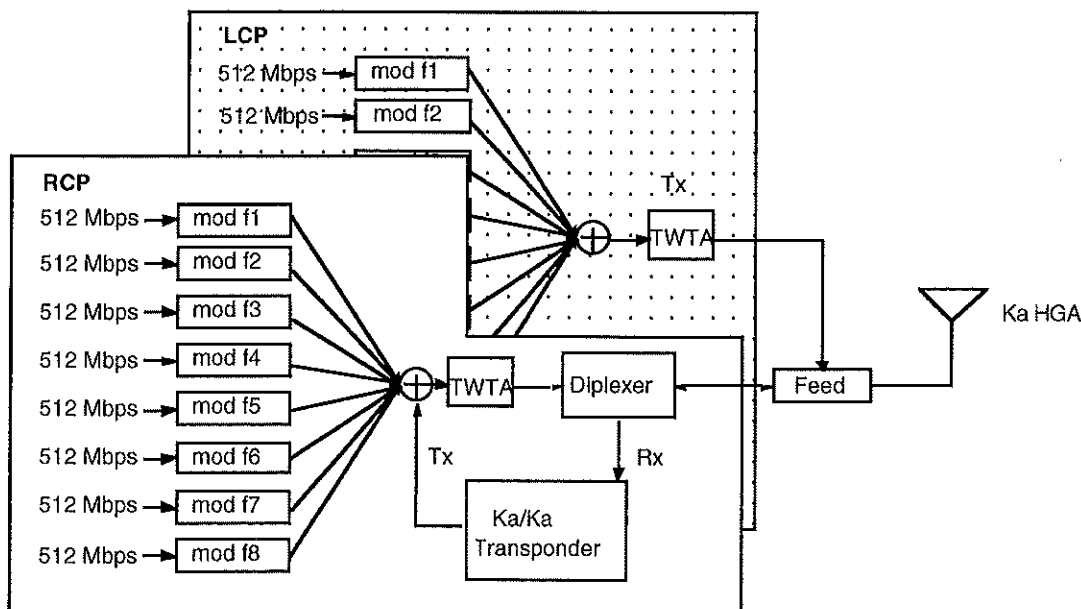 LCP
512 Mbps
mod f1
512 Mbps
mod f2
Tx
TWTA
RCP
512 Mbps
mod f1
512 Mbps
mod f2
512 Mbps
mod f3
512 Mbps
mod f4
512 Mbps
mod f5
512 Mbps
mod f6
512 Mbps
mod f7
512 Mbps
mod f8
TWTA
Diplexer
Tx
Rx
Ka/Ka
Transponder
Feed
Ka HGA